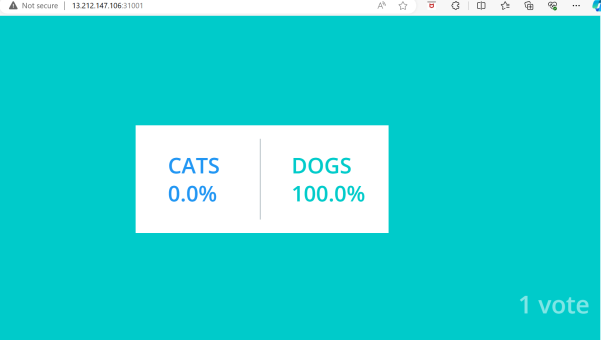 Not secure | 13.212.147.106:31001
CATS
0.0%
DOGS
100.0%
1 vote